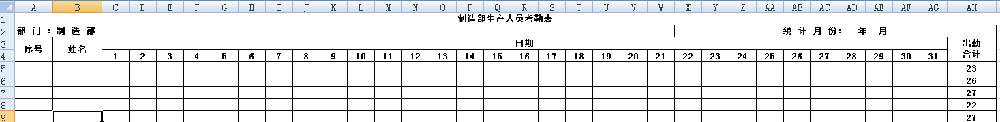 A B C D E F G H I J K L M N O P Q R S T U V W X Y Z AA AB AC AD AE AF AG AH
1 制造部生产人员考勤表
2 部 门 ：制 造 部 统 计 月 份： 年 月
3 序号 姓名 日期 出勤合计
4 1 2 3 4 5 6 7 8 9 10 11 12 13 14 15 16 17 18 19 20 21 22 23 24 25 26 27 28 29 30 31
5 23
6 26
7 27
8 22
9 27